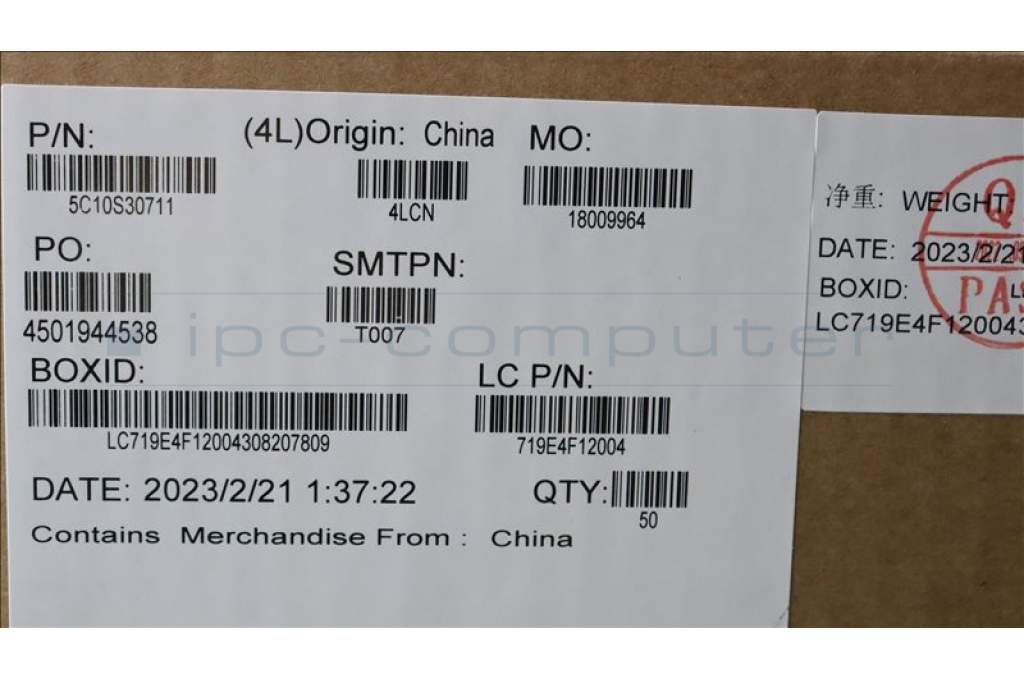 P/N:
5C10S30711
(4L)Origin: China
4LCN
MO:
18009964
PO:
4501944538
SMTPN:
T007
BOXID:
LC719E4F12004308207809
LC P/N:
719E4F12004
DATE: 2023/2/21 1:37:22
QTY:
50
Contains Merchandise From : China
净重: WEIGHT:
DATE: 2023/2/21
BOXID:
LC719E4F120043
Q
PAS
ipc-computer